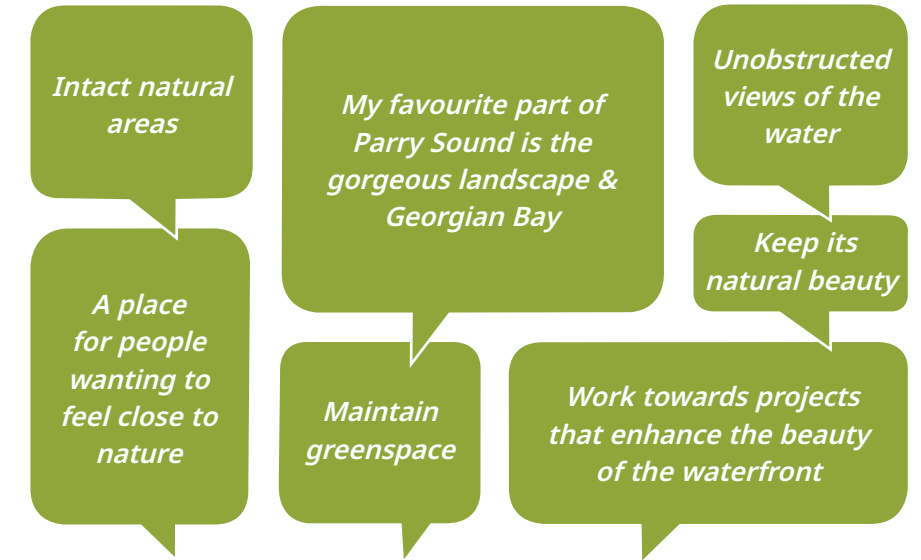 Intact natural
areas
My favourite part of
Parry Sound is the
gorgeous landscape &
Georgian Bay
Unobstructed
views of the
water
Keep its
natural beauty
A place
for people
wanting to
feel close to
nature
Maintain
greenspace
Work towards projects
that enhance the beauty
of the waterfront